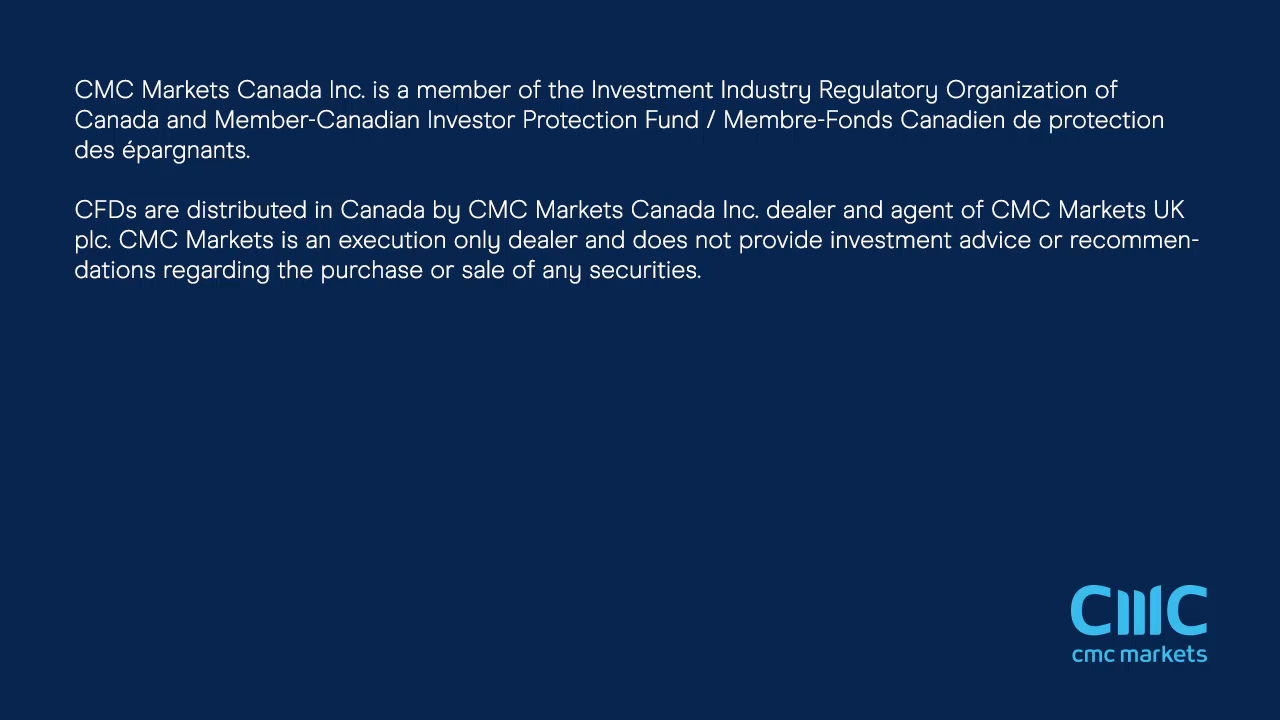 CMC Markets Canada Inc. is a member of the Investment Industry Regulatory Organization of
Canada and Member-Canadian Investor Protection Fund / Membre-Fonds Canadien de protection
des épargnants.
CFDs are distributed in Canada by CMC Markets Canada Inc. dealer and agent of CMC Markets UK
plc. CMC Markets is an execution only dealer and does not provide investment advice or recommen-
dations regarding the purchase or sale of any securities.
CMC
cmc markets